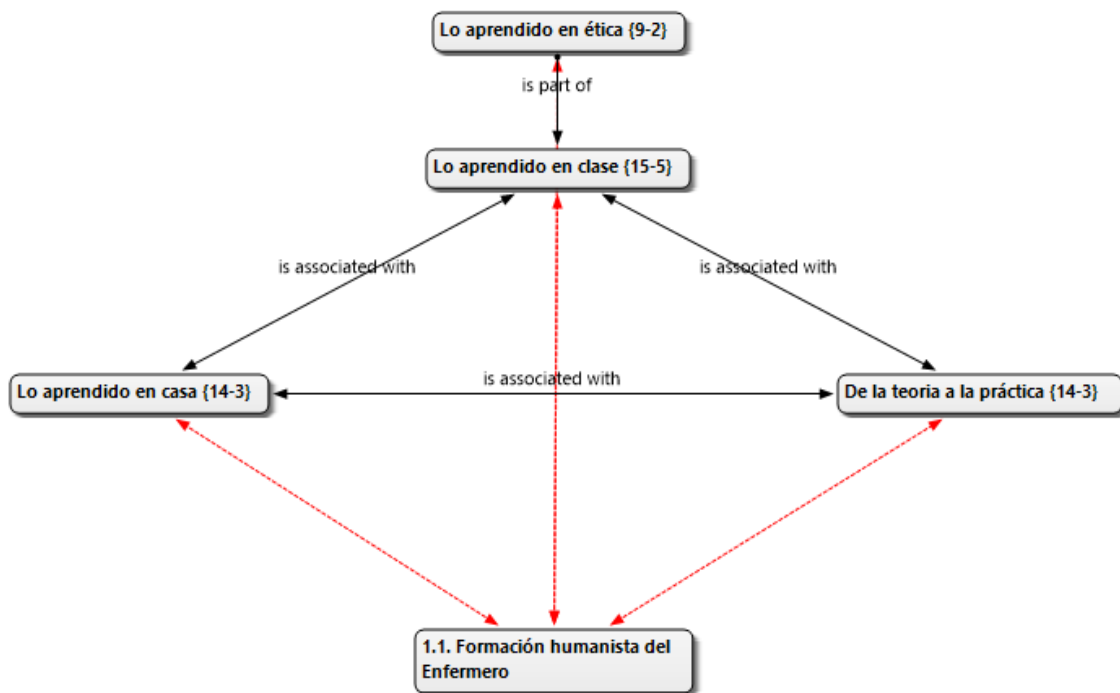 Lo aprendido en ética {9-2}
is part of
Lo aprendido en clase {15-5}
is associated with
is associated with
Lo aprendido en casa {14-3}
is associated with
De la teoria a la práctica {14-3}
1.1. Formación humanista del
Enfermero